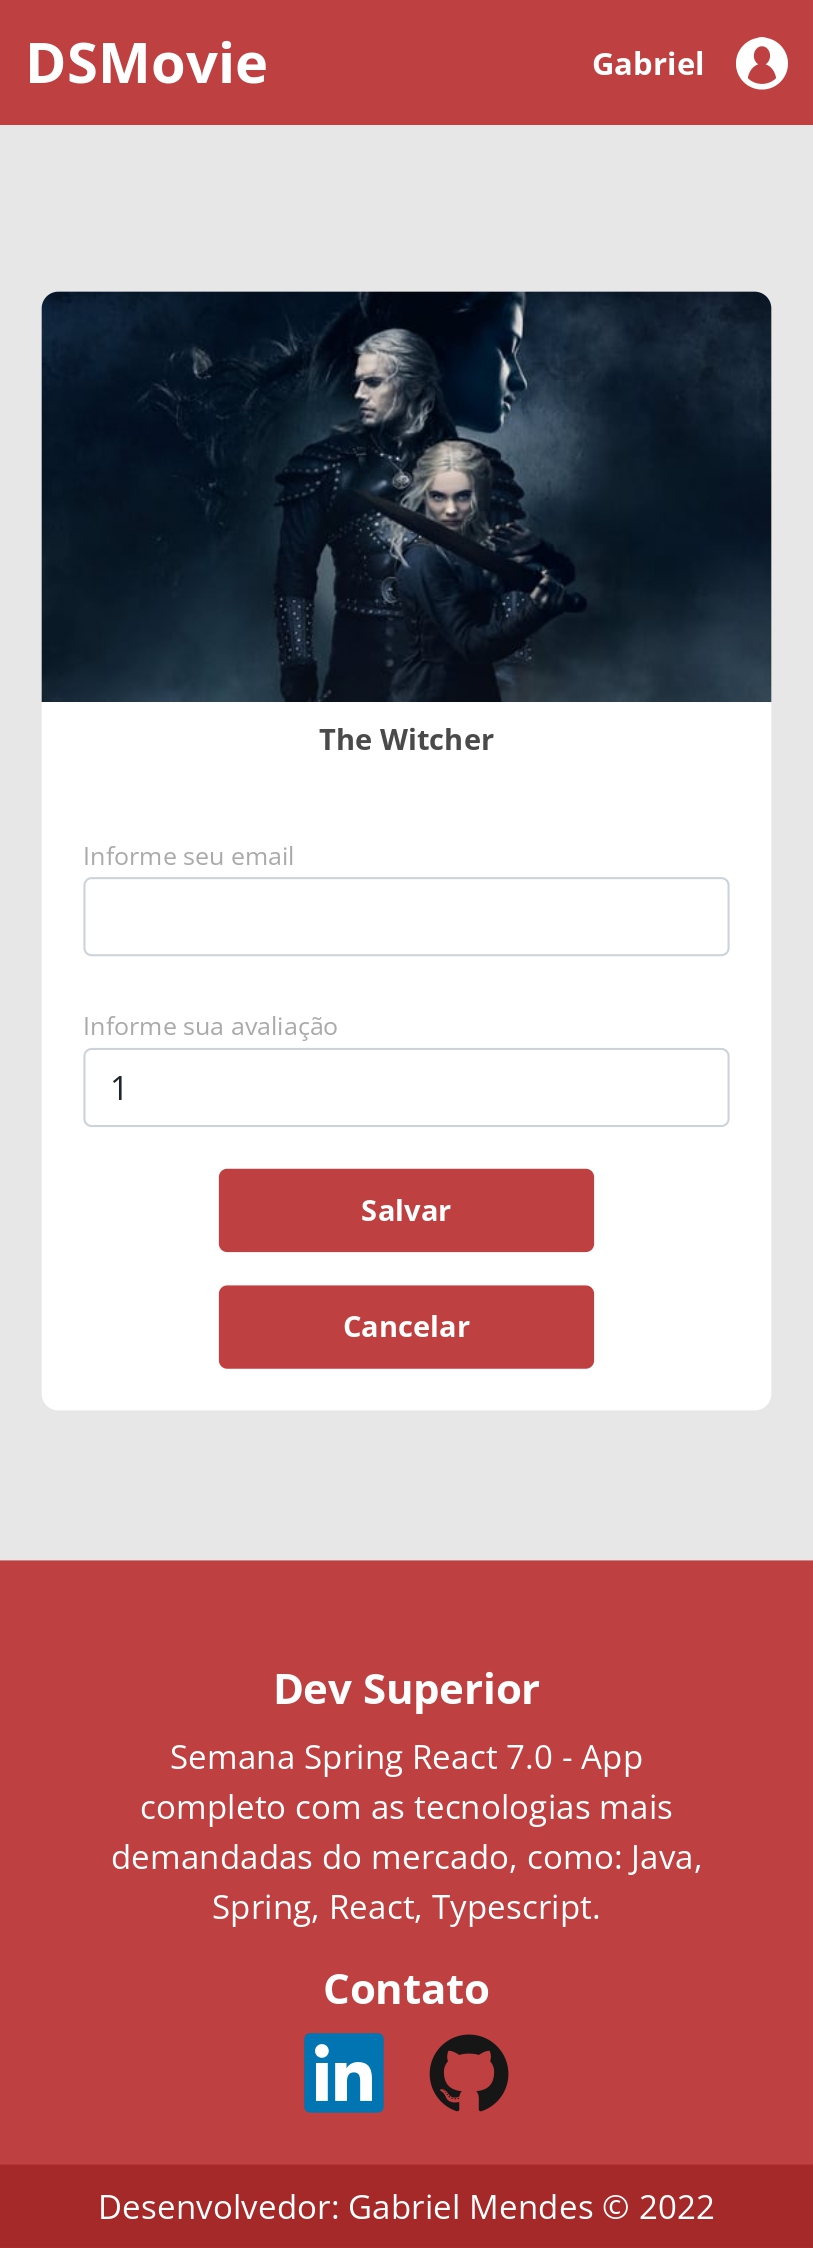 DSMovie
Gabriel
The Witcher
Informe seu email
Informe sua avaliação
1
Salvar
Cancelar
Dev Superior
Semana Spring React 7.0 - App
completo com as tecnologias mais
demandadas do mercado, como: Java,
Spring, React, Typescript.
Contato
in
Desenvolvedor: Gabriel Mendes © 2022